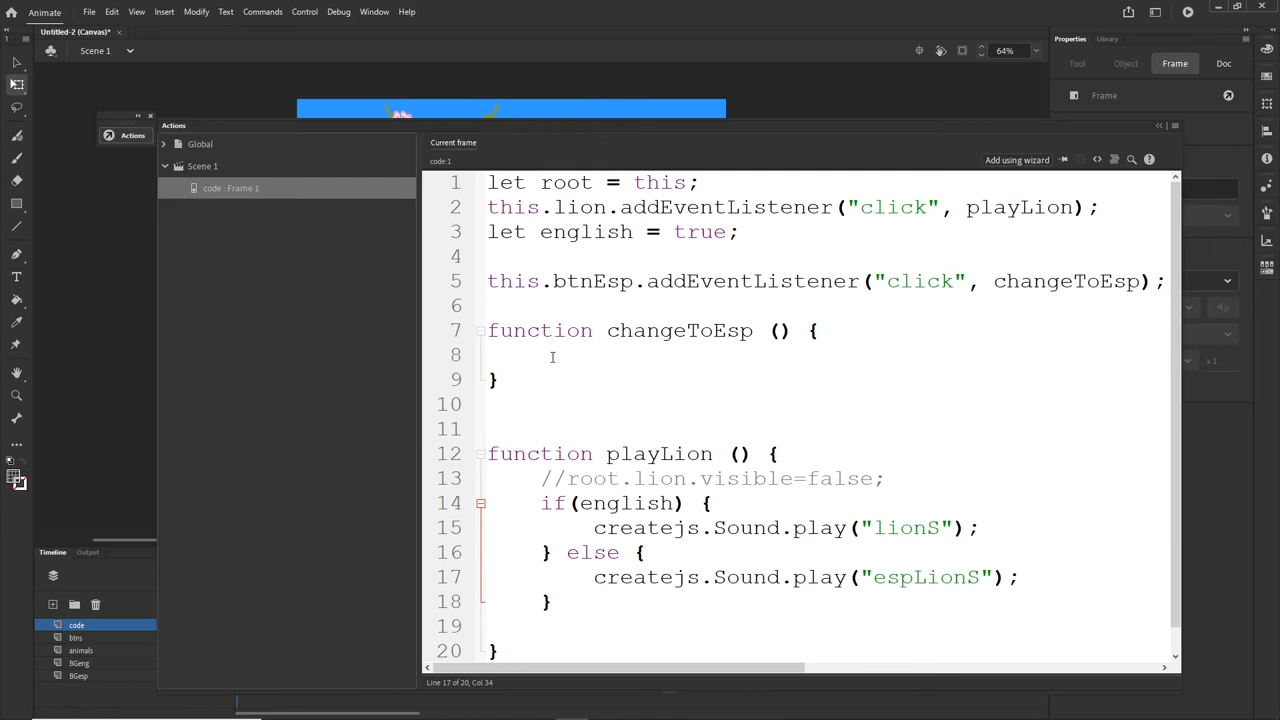 Animate File Edit View Insert Modify Text Commands Control Debug Window Help
Untitled-2 (Canvas)*
Scene 1
64%
Properties Library
Tool Object Frame Doc
Frame
Actions
Actions
Global
Scene 1
code : Frame 1
Current frame
code:1
Add using wizard
1 let root = this;
2 this.lion.addEventListener("click", playLion);
3 let english = true;
4
5 this.btnEsp.addEventListener("click", changeToEsp);
6
7 function changeToEsp () {
8
9 }
10
11
12 function playLion () {
13 //root.lion.visible=false;
14 if(english) {
15 createjs.Sound.play("lionS");
16 } else {
17 createjs.Sound.play("espLionS");
18 }
19
20 }
Line 17 of 20, Col 34
x 1
Timeline Output
code
btns
animals
BGeng
BGesp